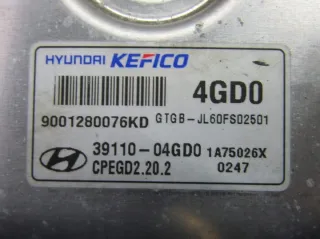 HYUNDAI KEFICO
4GD0
9001280076KD GTGB-JL60FS02501
39110-04GD0 1A75026X
CPEGD2.20.2 0247